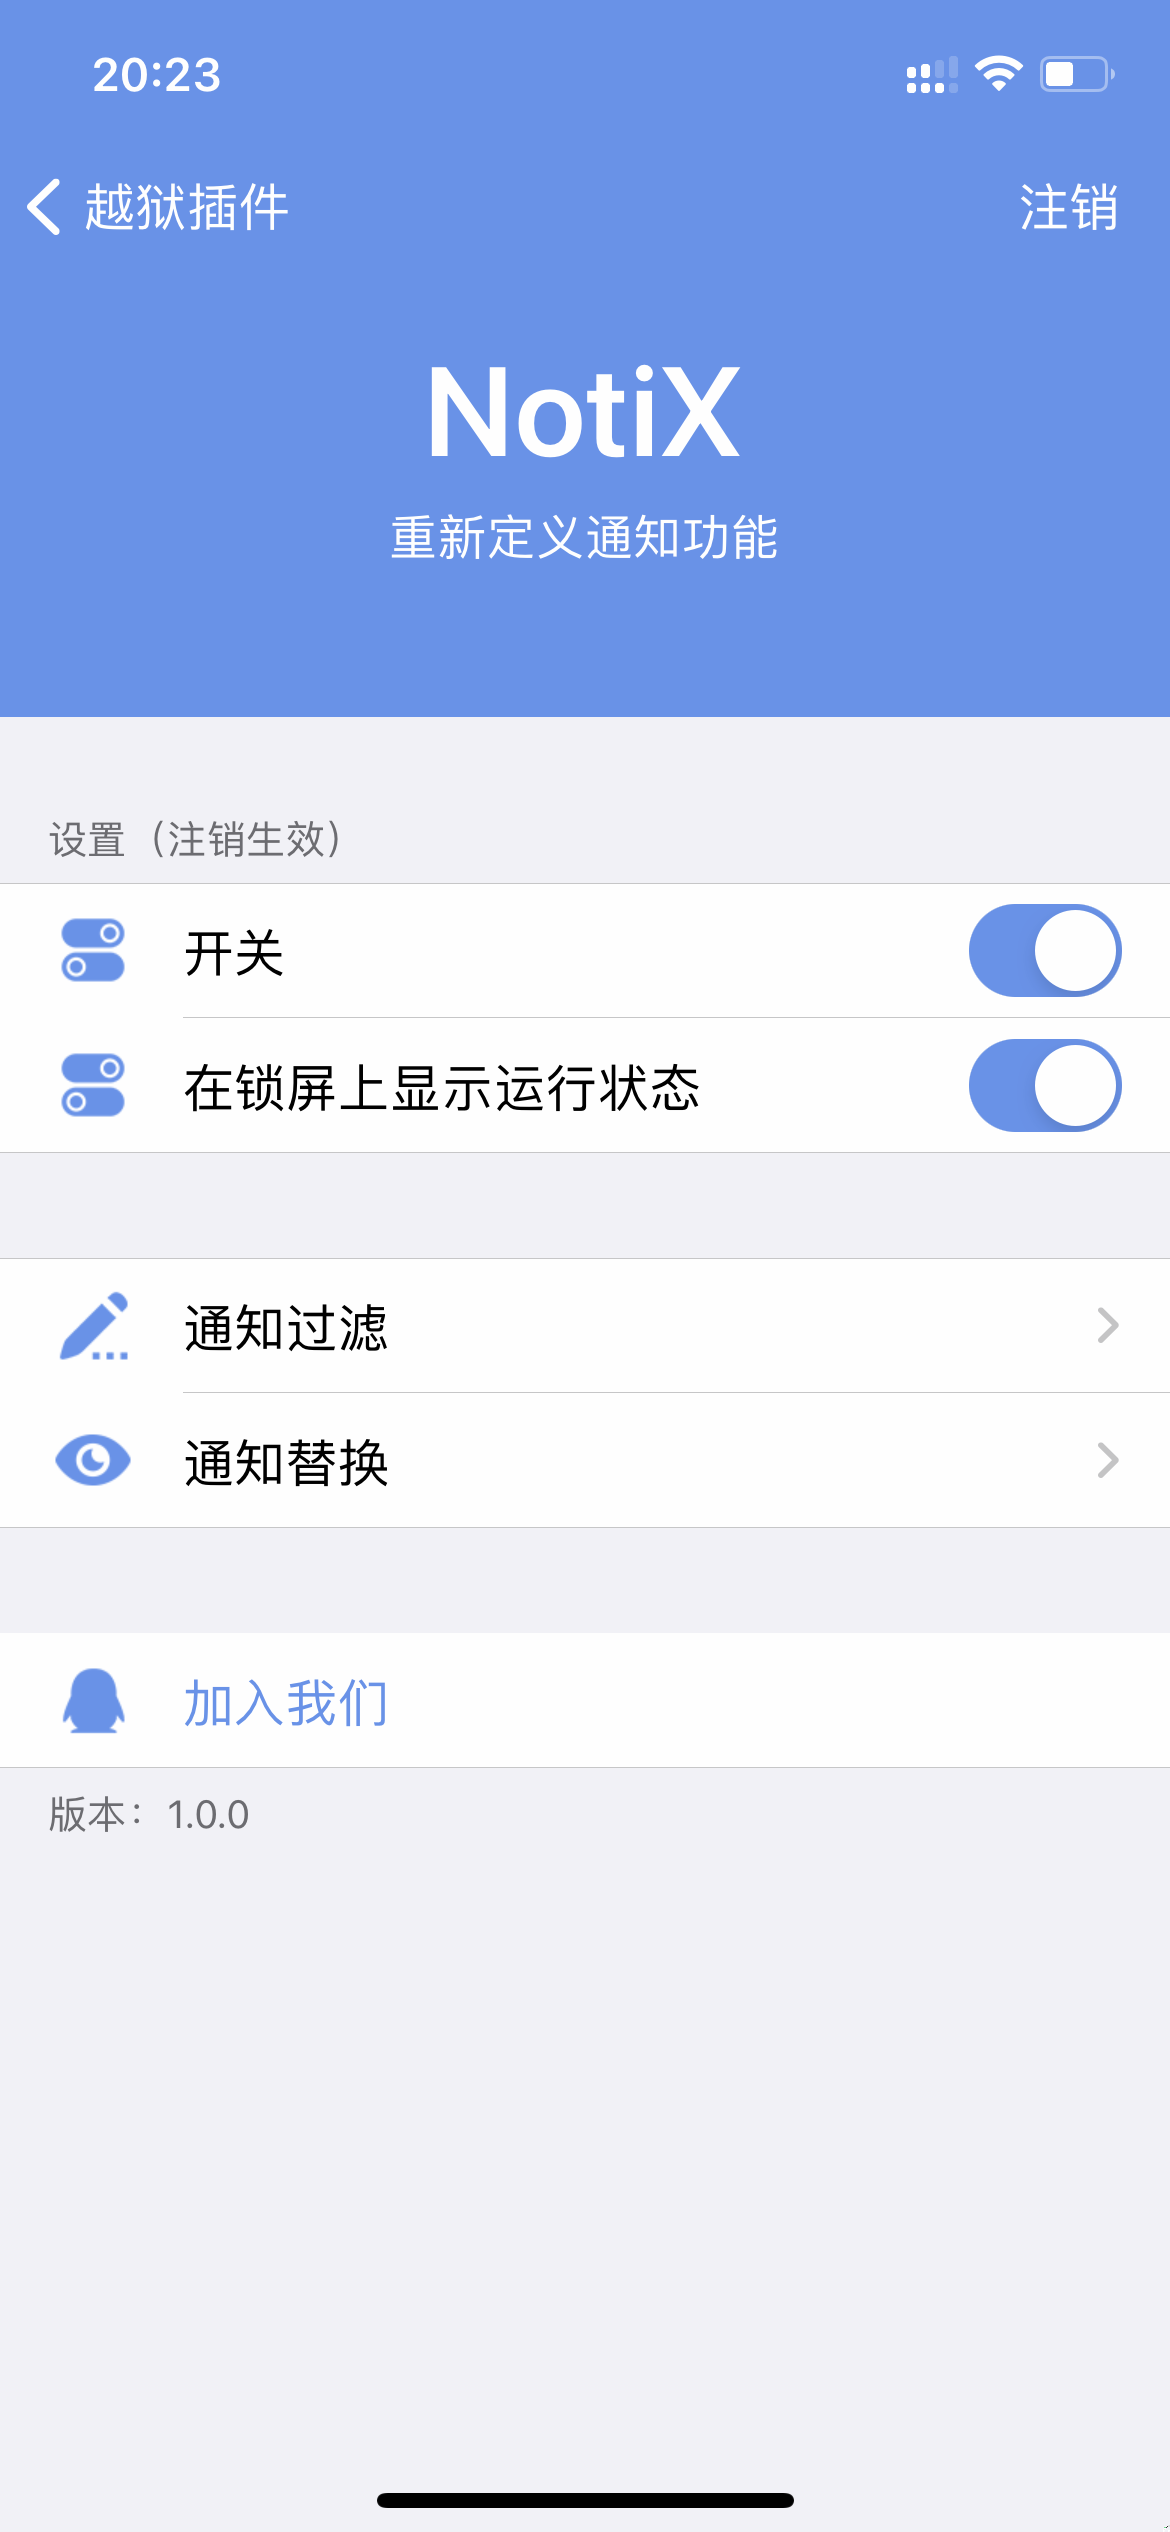 20:23
越狱插件
注销
NotiX
重新定义通知功能
设置（注销生效）
开关
在锁屏上显示运行状态
通知过滤
通知替换
加入我们
版本： 1.0.0